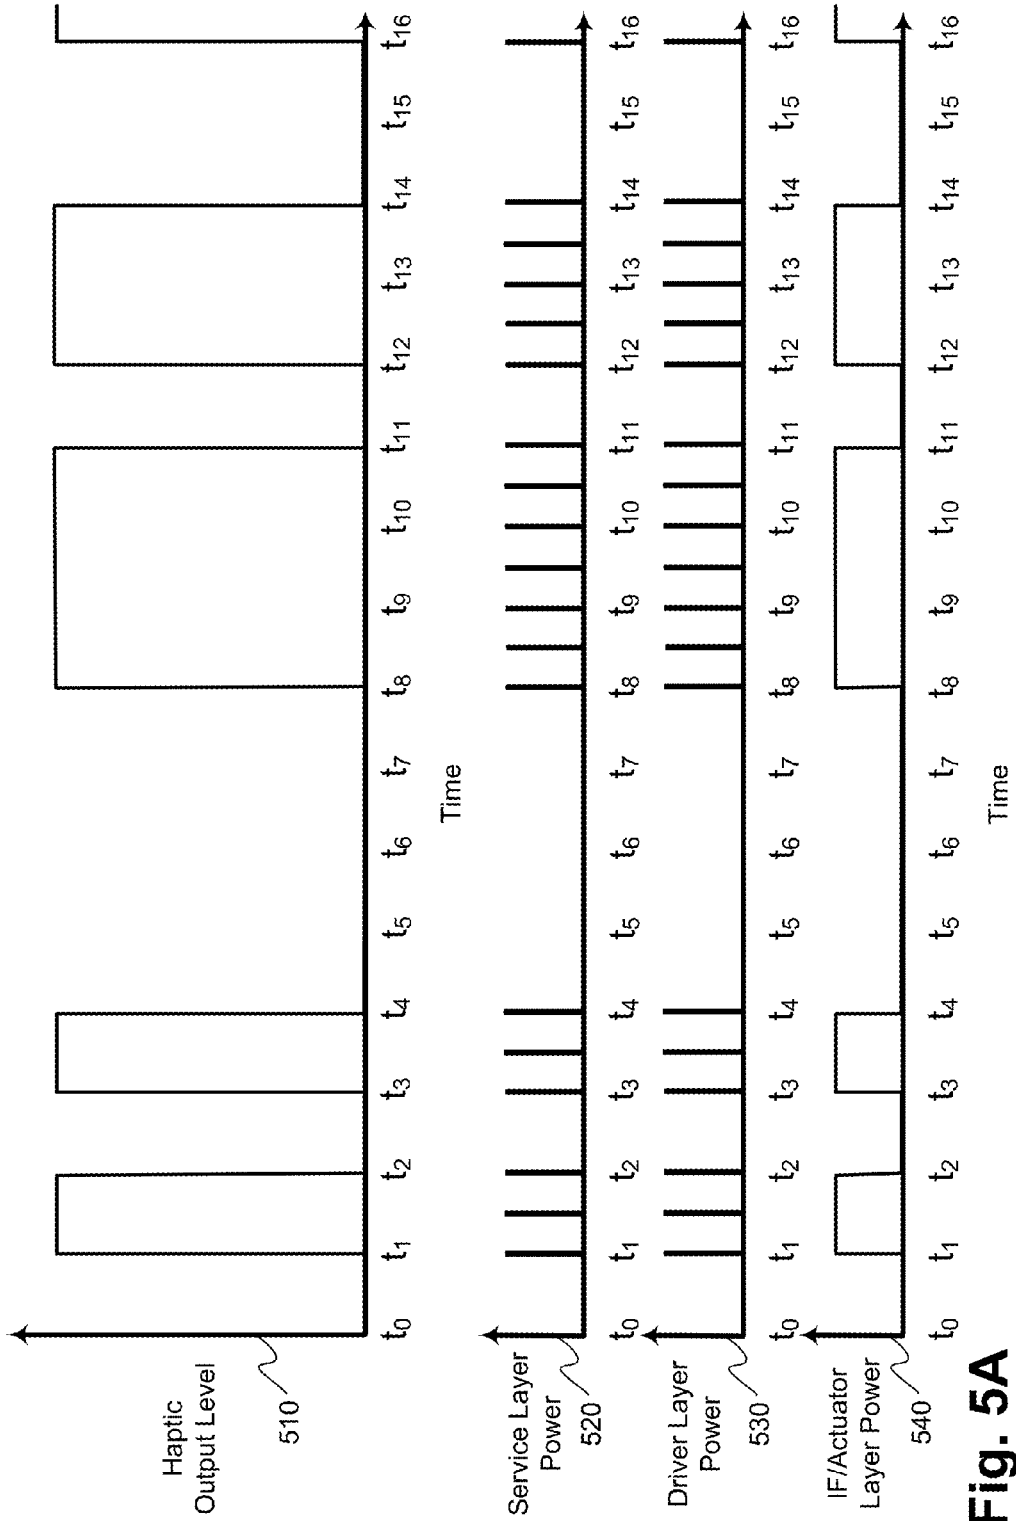 Haptic
Output Level
510
t0 t1 t2 t3 t4 t5 t6 t7 t8 t9 t10 t11 t12 t13 t14 t15 t16
Time
Service Layer
Power
520
t0 t1 t2 t3 t4 t5 t6 t7 t8 t9 t10 t11 t12 t13 t14 t15 t16
Driver Layer
Power
530
t0 t1 t2 t3 t4 t5 t6 t7 t8 t9 t10 t11 t12 t13 t14 t15 t16
IF/Actuator
Layer Power
540
t0 t1 t2 t3 t4 t5 t6 t7 t8 t9 t10 t11 t12 t13 t14 t15 t16
Time
Fig. 5A